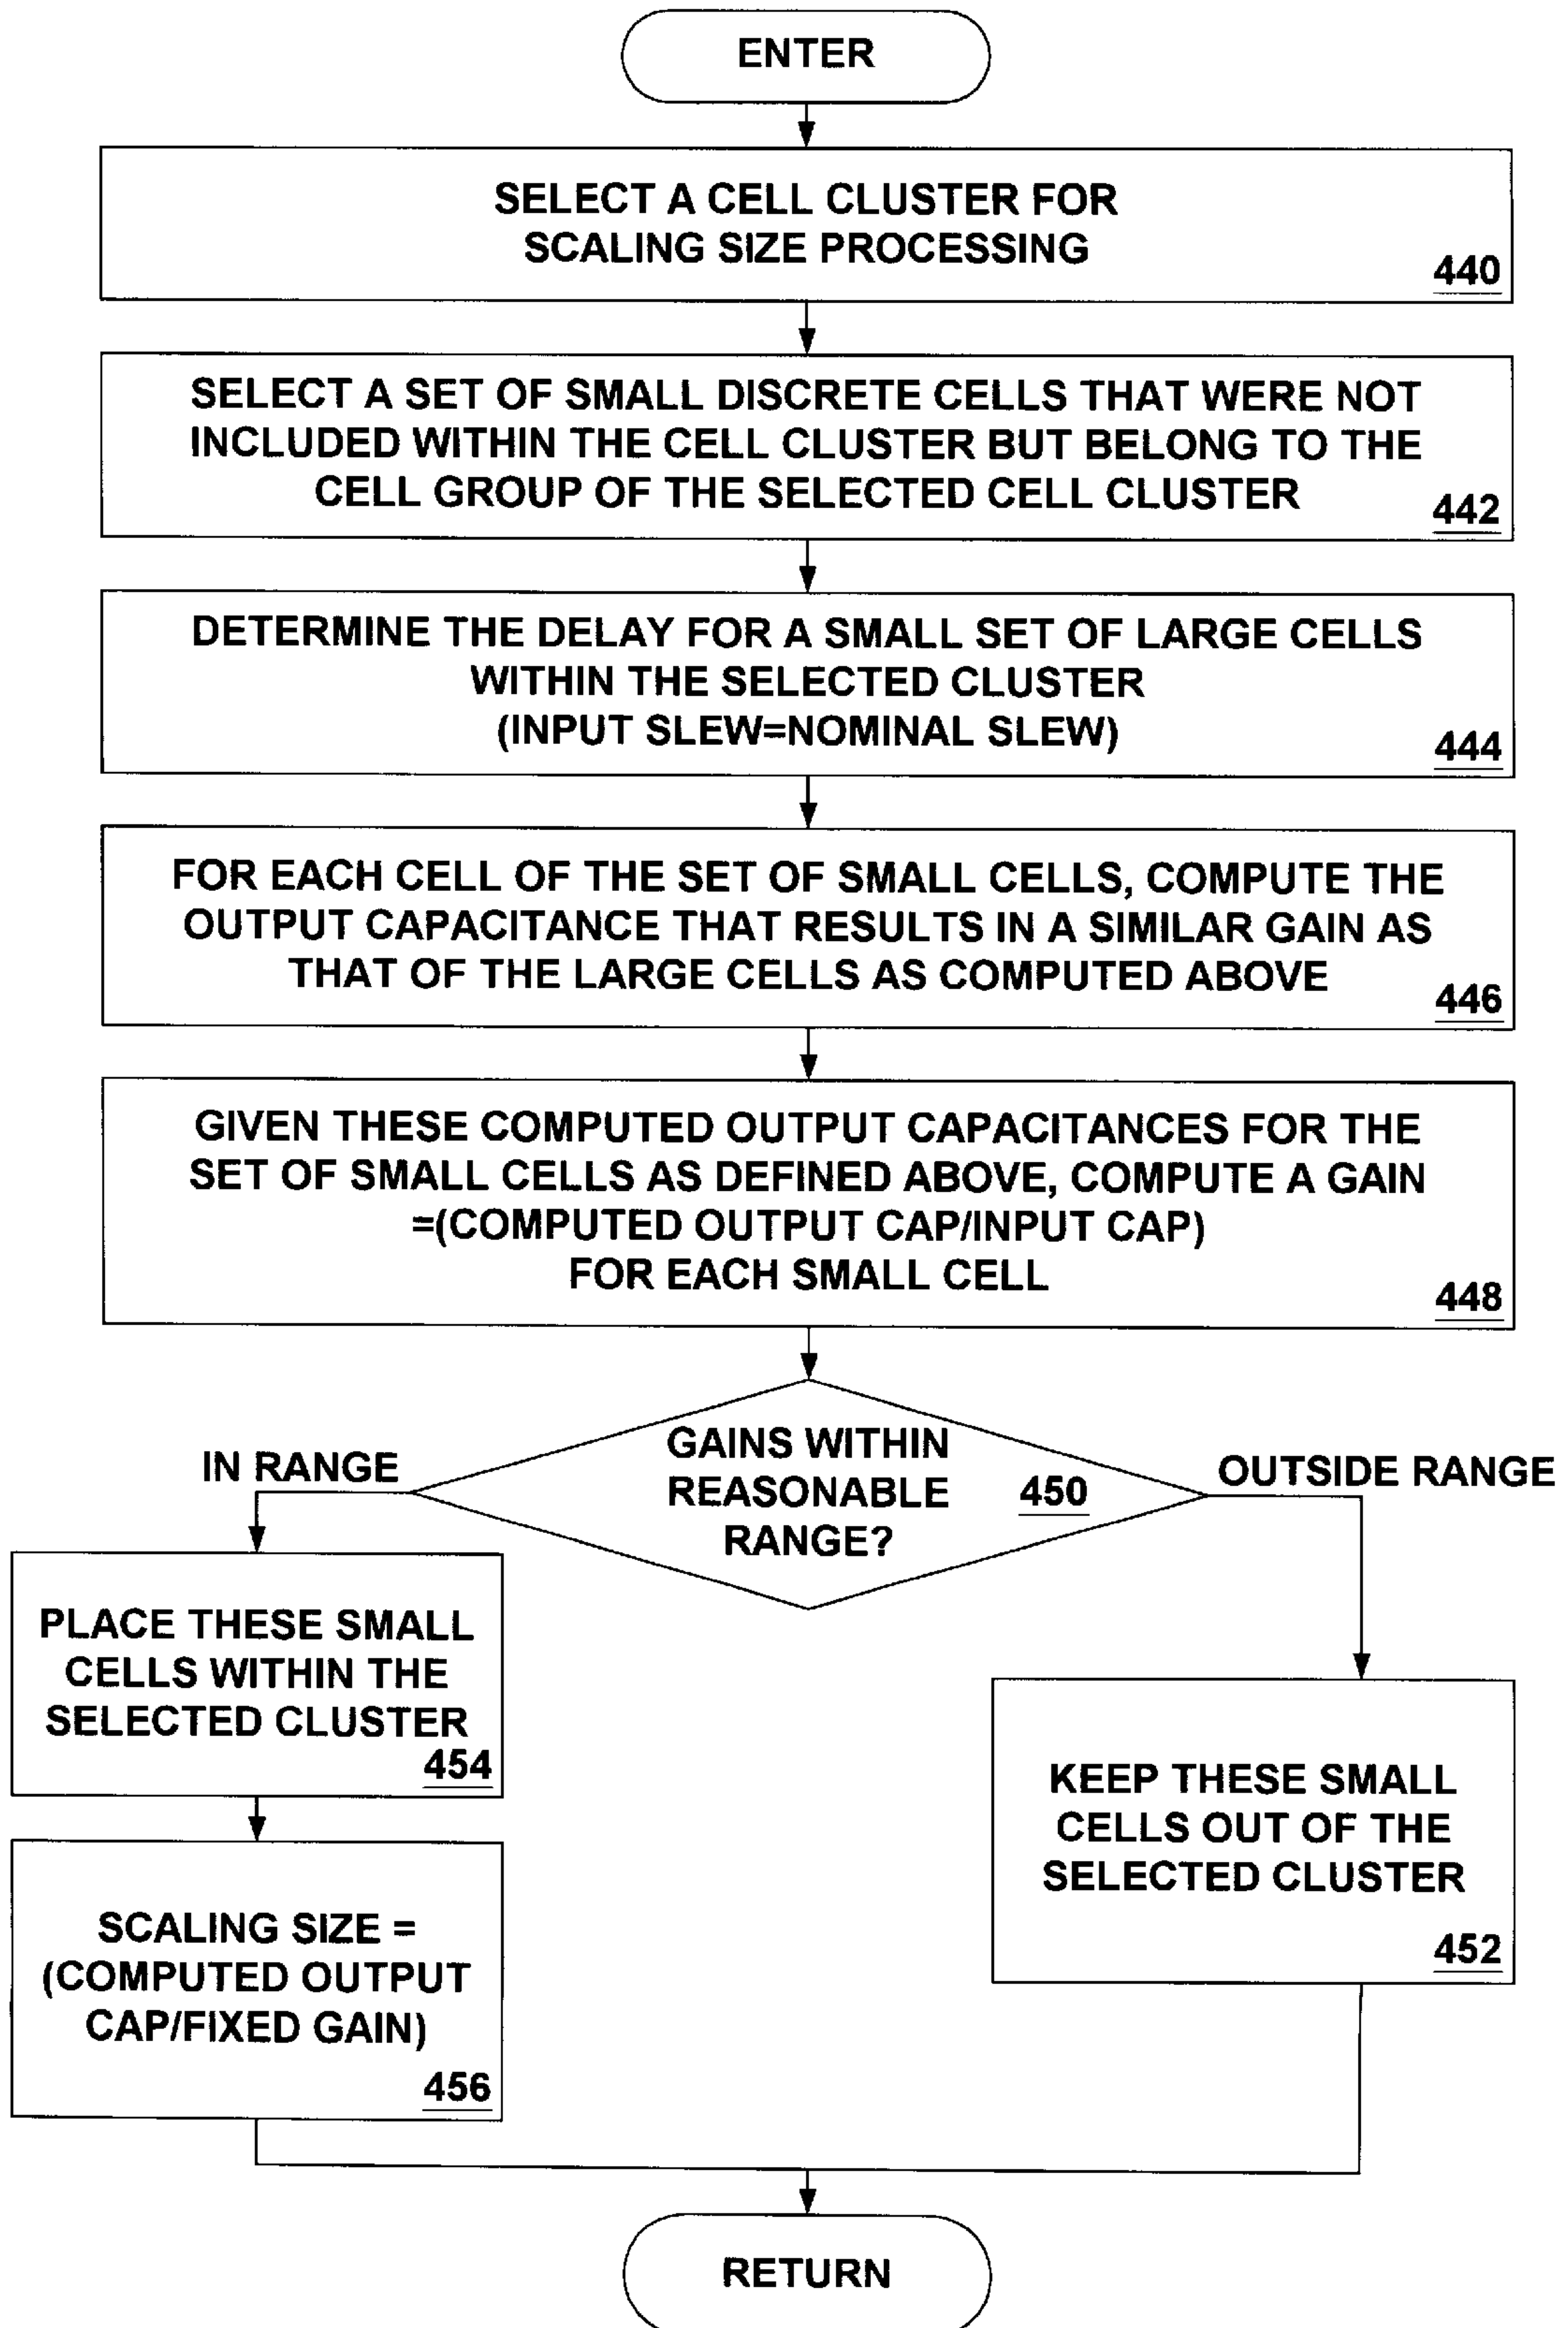 ENTER
SELECT A CELL CLUSTER FOR
SCALING SIZE PROCESSING
440
SELECT A SET OF SMALL DISCRETE CELLS THAT WERE NOT
INCLUDED WITHIN THE CELL CLUSTER BUT BELONG TO THE
CELL GROUP OF THE SELECTED CELL CLUSTER
442
DETERMINE THE DELAY FOR A SMALL SET OF LARGE CELLS
WITHIN THE SELECTED CLUSTER
(INPUT SLEW=NOMINAL SLEW)
444
FOR EACH CELL OF THE SET OF SMALL CELLS, COMPUTE THE
OUTPUT CAPACITANCE THAT RESULTS IN A SIMILAR GAIN AS
THAT OF THE LARGE CELLS AS COMPUTED ABOVE
446
GIVEN THESE COMPUTED OUTPUT CAPACITANCES FOR THE
SET OF SMALL CELLS AS DEFINED ABOVE, COMPUTE A GAIN
=(COMPUTED OUTPUT CAP/INPUT CAP)
FOR EACH SMALL CELL
448
GAINS WITHIN
REASONABLE
RANGE?
450
IN RANGE
OUTSIDE RANGE
PLACE THESE SMALL
CELLS WITHIN THE
SELECTED CLUSTER
454
KEEP THESE SMALL
CELLS OUT OF THE
SELECTED CLUSTER
452
SCALING SIZE =
(COMPUTED OUTPUT
CAP/FIXED GAIN)
456
RETURN